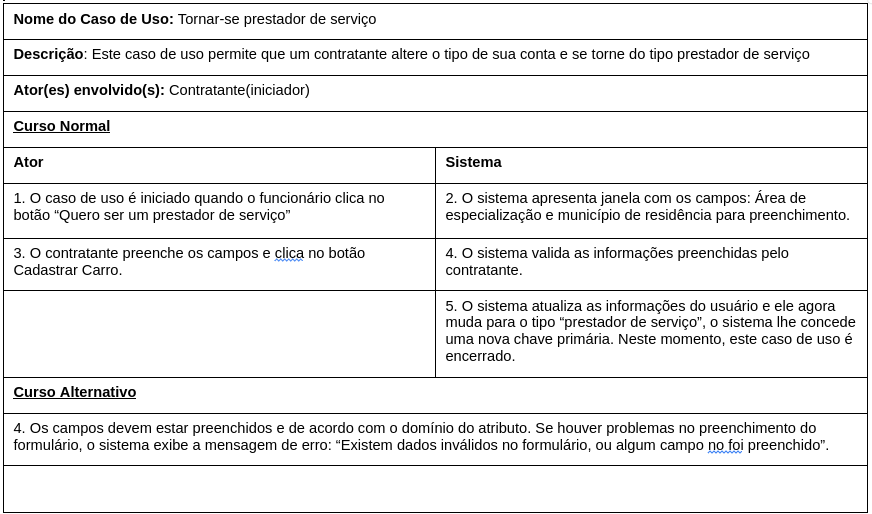 Nome do Caso de Uso: Tornar-se prestador de serviço
Descrição: Este caso de uso permite que um contratante altere o tipo de sua conta e se torne do tipo prestador de serviço
Ator(es) envolvido(s): Contratante(iniciador)
Curso Normal
Ator
Sistema
1. O caso de uso é iniciado quando o funcionário clica no
botão “Quero ser um prestador de serviço”
2. O sistema apresenta janela com os campos: Área de
especialização e município de residência para preenchimento.
3. O contratante preenche os campos e clica no botão
Cadastrar Carro.
4. O sistema valida as informações preenchidas pelo
contratante.
5. O sistema atualiza as informações do usuário e ele agora
muda para o tipo “prestador de serviço”, o sistema lhe concede
uma nova chave primária. Neste momento, este caso de uso é
encerrado.
Curso Alternativo
4. Os campos devem estar preenchidos e de acordo com o domínio do atributo. Se houver problemas no preenchimento do
formulário, o sistema exibe a mensagem de erro: “Existem dados inválidos no formulário, ou algum campo no foi preenchido”.